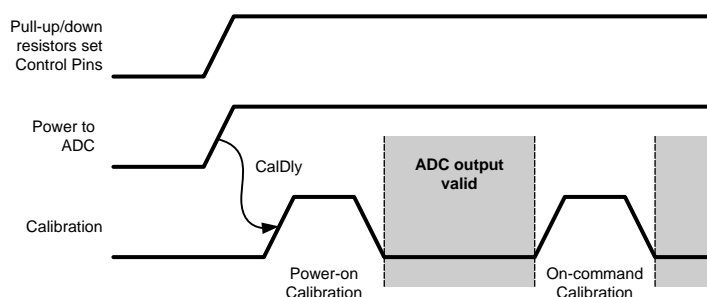 Pull-up/down
resistors set
Control Pins
Power to
ADC
CalDly
ADC output
valid
Calibration
Power-on
Calibration
On-command
Calibration